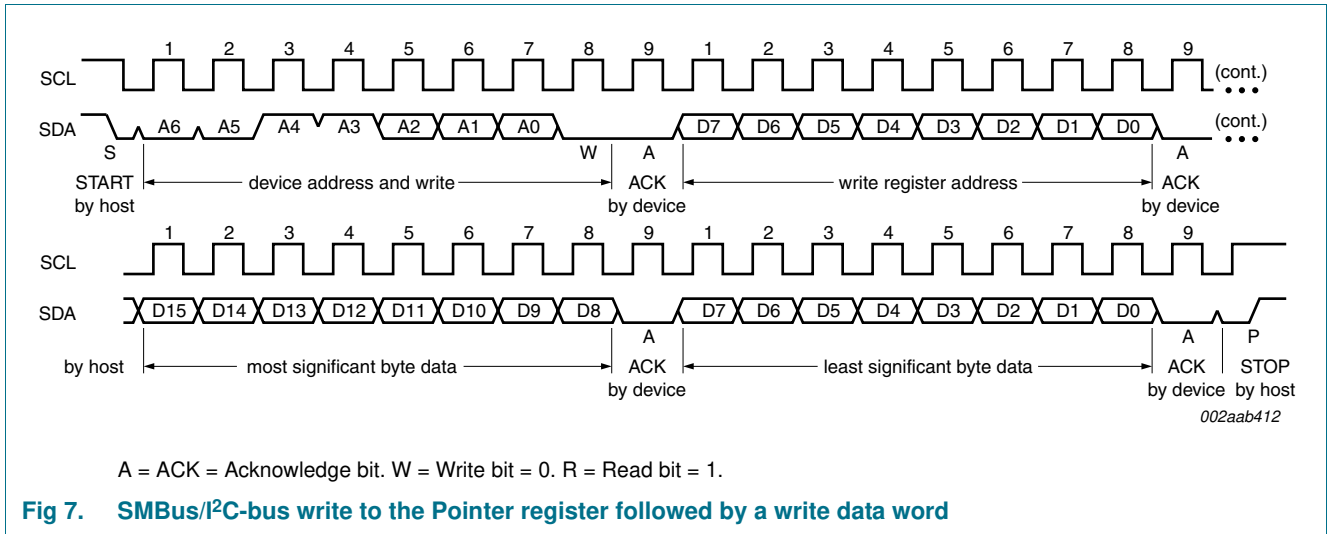 1 2 3 4 5 6 7 8 9 1 2 3 4 5 6 7 8 9
SCL (cont.)
SDA A6 A5 A4 A3 A2 A1 A0 D7 D6 D5 D4 D3 D2 D1 D0 (cont.)
S W A A
START device address and write ACK write register address ACK
by host by device by device
1 2 3 4 5 6 7 8 9 1 2 3 4 5 6 7 8 9
SCL
SDA D15 D14 D13 D12 D11 D10 D9 D8 D7 D6 D5 D4 D3 D2 D1 D0
A A P
by host most significant byte data ACK least significant byte data ACK STOP
by device by device by host
002aab412
A = ACK = Acknowledge bit. W = Write bit = 0. R = Read bit = 1.
Fig 7. SMBus/I²C-bus write to the Pointer register followed by a write data word